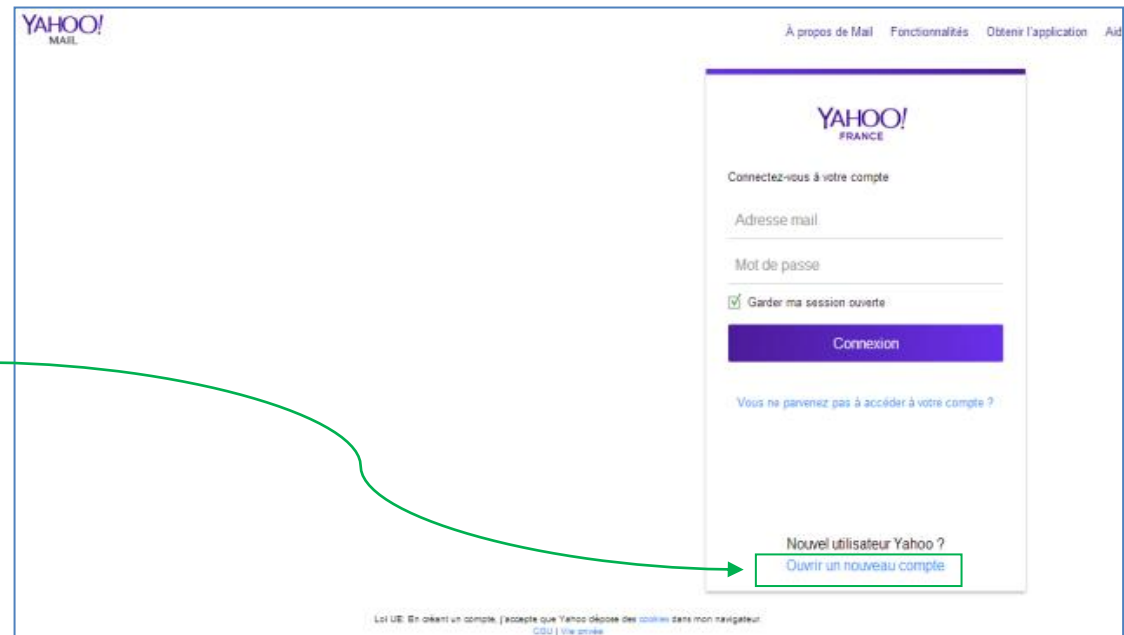 YAHOO!
MAIL
À propos de Mail Fonctionnalités Obtenir l'application Aid
YAHOO!
FRANCE
Connectez-vous à votre compte
Adresse mail
Mot de passe
Garder ma session ouverte
Connexion
Vous ne parvenez pas à accéder à votre compte ?
Nouvel utilisateur Yahoo ?
Ouvrir un nouveau compte
Loi UE: En créant un compte, j'accepte que Yahoo dépose des cookies dans mon navigateur.
CGU | Vie privée